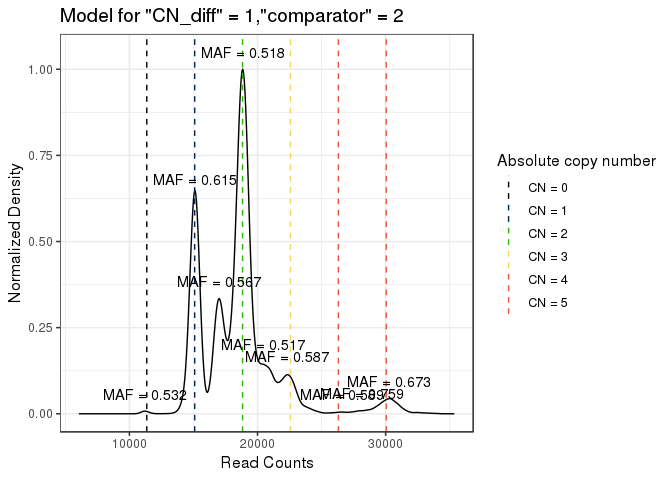 Model for "CN_diff" = 1,"comparator" = 2
MAF = 0.518
MAF = 0.615
MAF = 0.567
MAF = 0.517
MAF = 0.587
MAF = 0.673
MAF = 0.759
MAF = 0.532
1.00
0.75
0.50
0.25
0.00
Normalized Density
10000
20000
30000
Read Counts
Absolute copy number
CN = 0
CN = 1
CN = 2
CN = 3
CN = 4
CN = 5